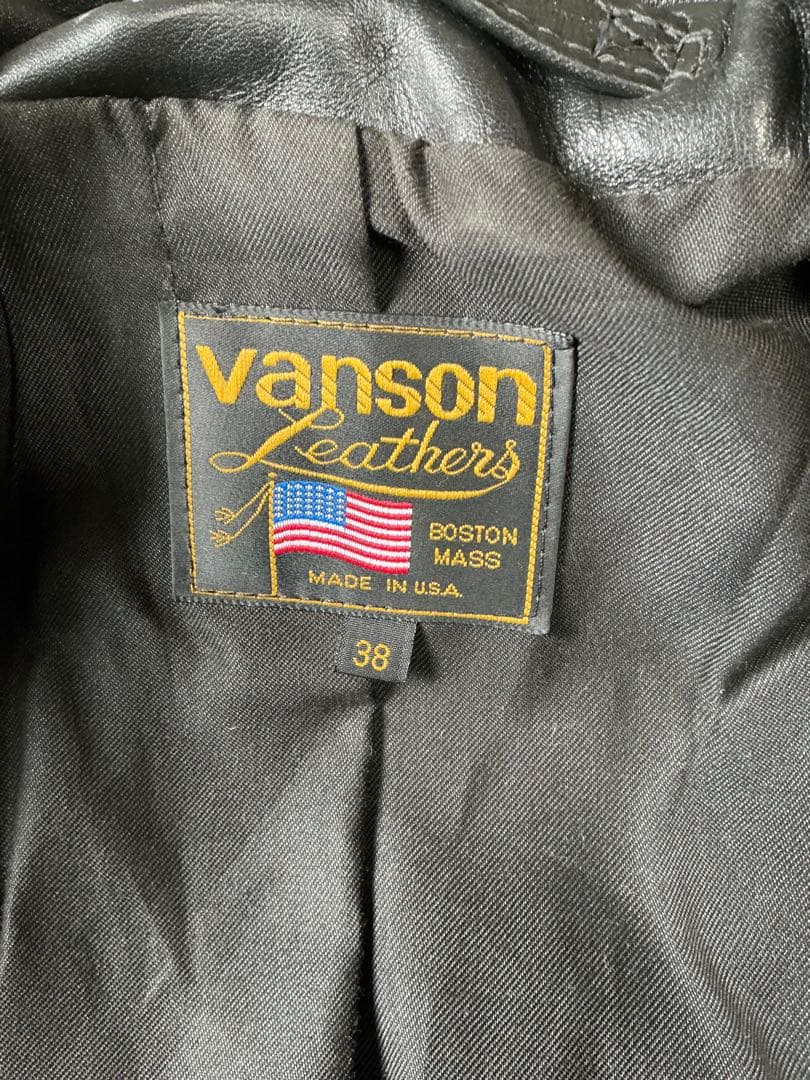 vanson
Leathers
BOSTON
MASS
MADE IN U.S.A.
38